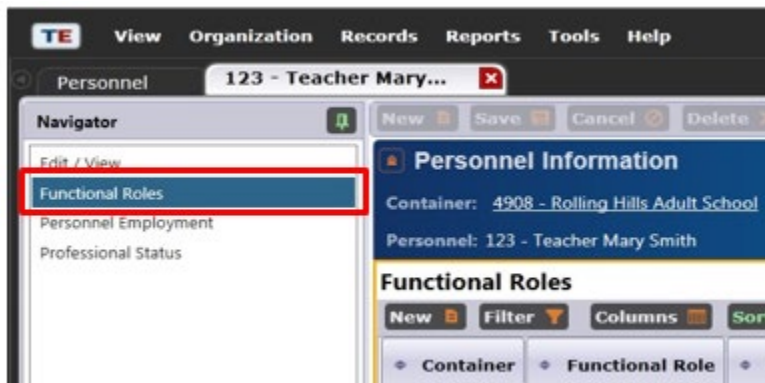 TE View Organization Records Reports Tools Help
Personnel 123 - Teacher Mary...
Navigator
New Save Cancel Delete
Edit / View
Functional Roles
Personnel Employment
Professional Status
Personnel Information
Container: 4908 - Rolling Hills Adult School
Personnel: 123 - Teacher Mary Smith
Functional Roles
New Filter Columns Sor
Container Functional Role